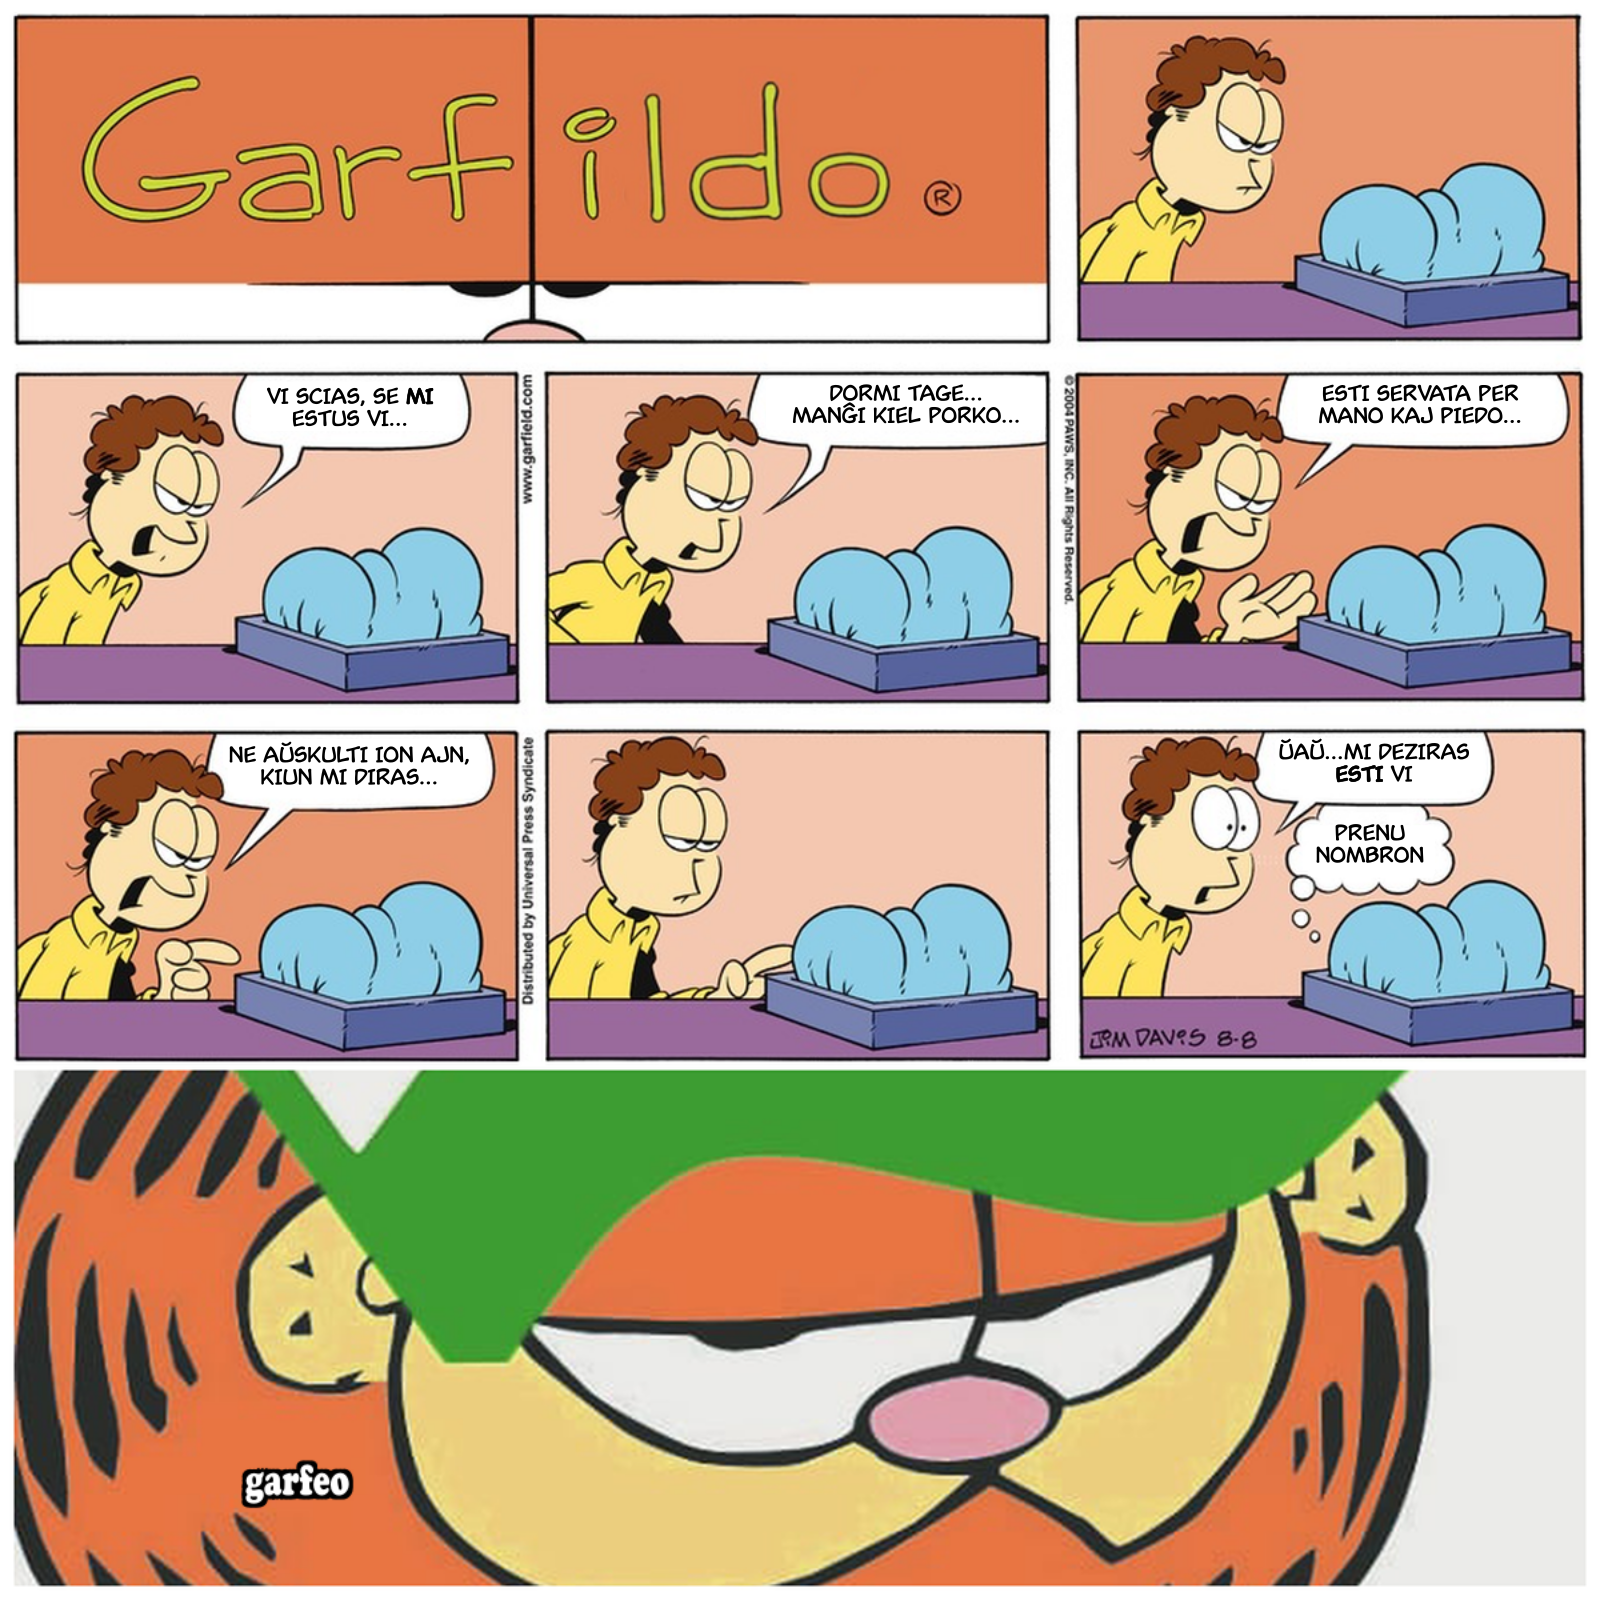 Garfildo®
VI SCIAS, SE MI
ESTUS VI...
www.garfield.com
DORMI TAGE...
MANĜI KIEL PORKO...
© 2004 PAWS, INC. All Rights Reserved.
ESTI SERVATA PER
MANO KAJ PIEDO...
NE AŬSKULTI ION AJN,
KIUN MI DIRAS...
Distributed by Universal Press Syndicate
ŬAŬ...MI DEZIRAS
ESTI VI
PRENU
NOMBRON
JIM DAVIS 8-8
garfeo